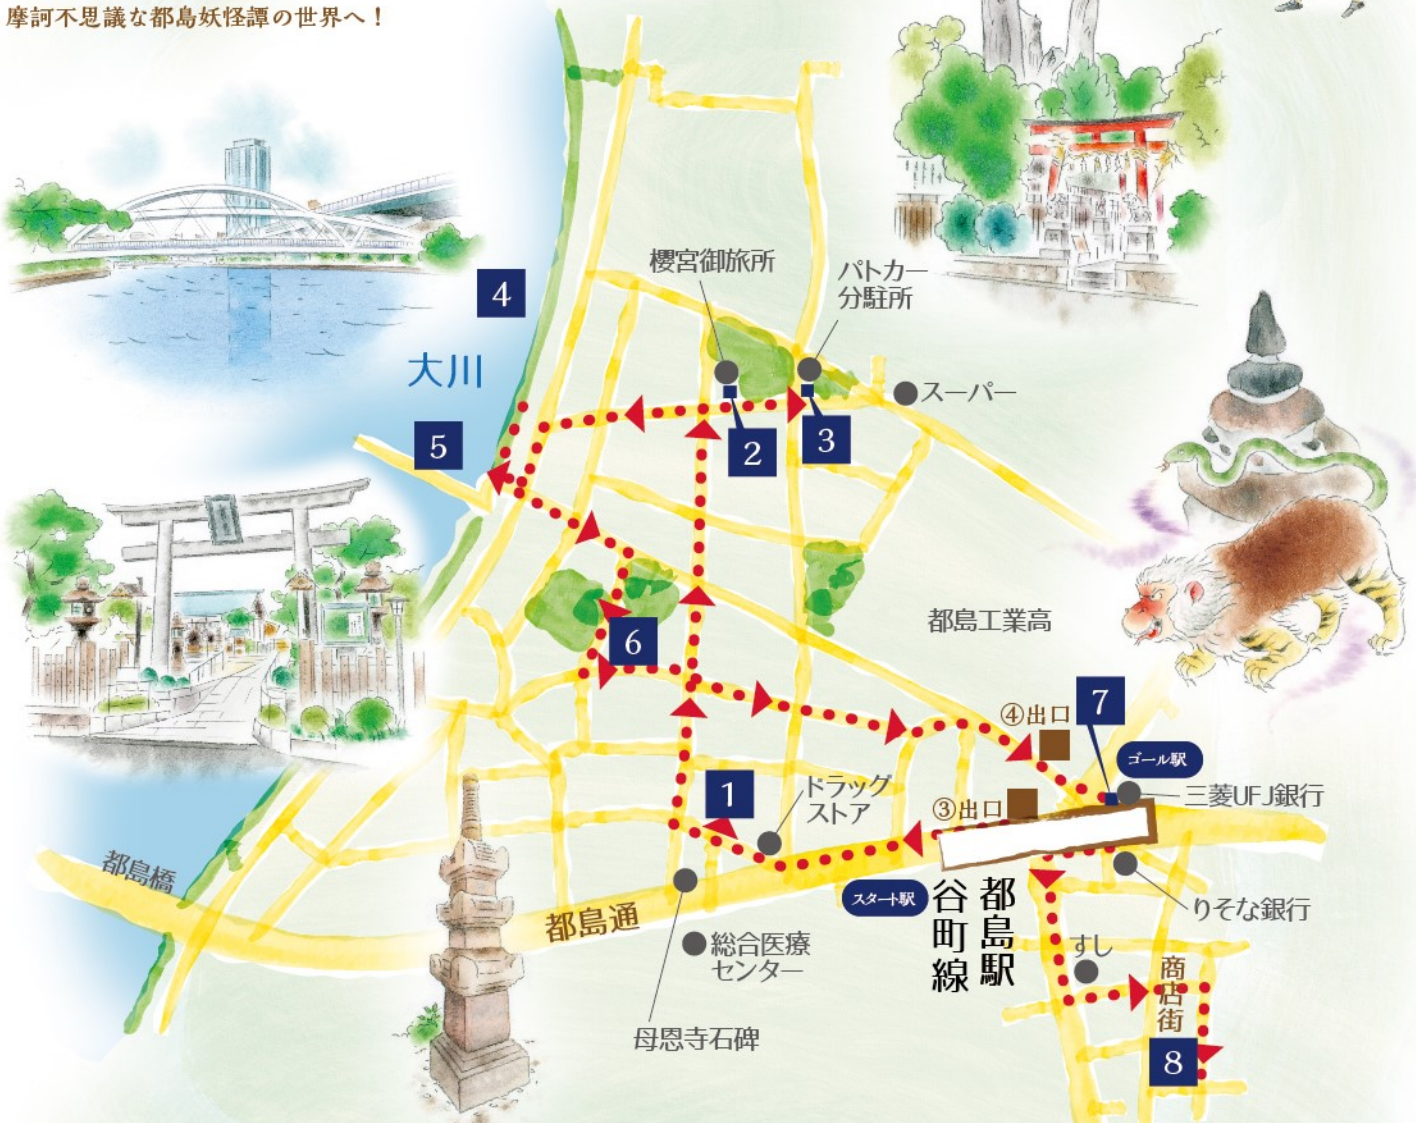 摩訶不思議な都島妖怪譚の世界へ！
櫻宮御旅所
パトカー
分駐所
4
大川
スーパー
5
2
3
都島工業高
6
④出口
7
ゴール駅
1
ドラッグ
ストア
③出口
三菱UFJ銀行
都島橋
スタート駅
都島駅
谷町線
りそな銀行
都島通
総合医療
センター
すし
商店街
母恩寺石碑
8